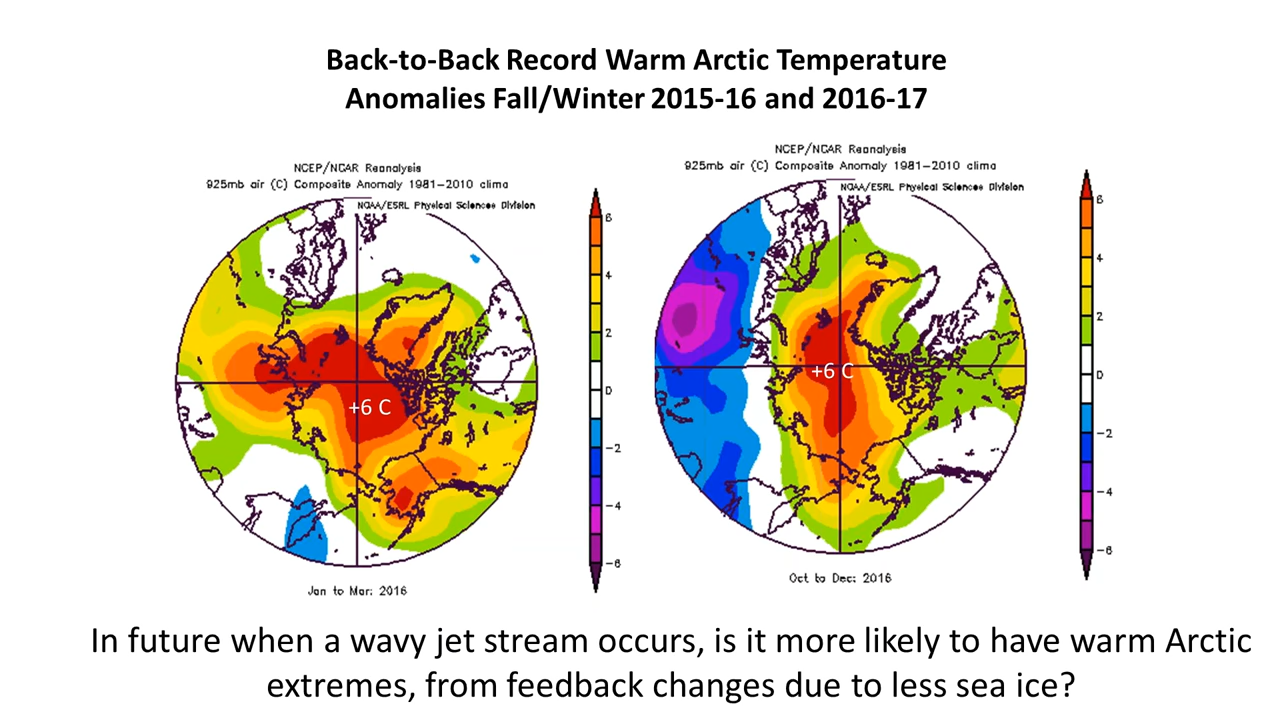 Back-to-Back Record Warm Arctic Temperature
Anomalies Fall/Winter 2015-16 and 2016-17
NCEP/NCAR Reanalysis
925mb air (C) Composite Anomaly 1981-2010 clima
NOAA/ESRL Physical Sciences Division
6
4
2
0
-2
-4
-6
+6 C
Jan to Mar: 2016
NCEP/NCAR Reanalysis
925mb air (C) Composite Anomaly 1981-2010 clima
NOAA/ESRL Physical Sciences Division
6
4
2
0
-2
-4
-6
+6 C
Oct to Dec: 2016
In future when a wavy jet stream occurs, is it more likely to have warm Arctic
extremes, from feedback changes due to less sea ice?